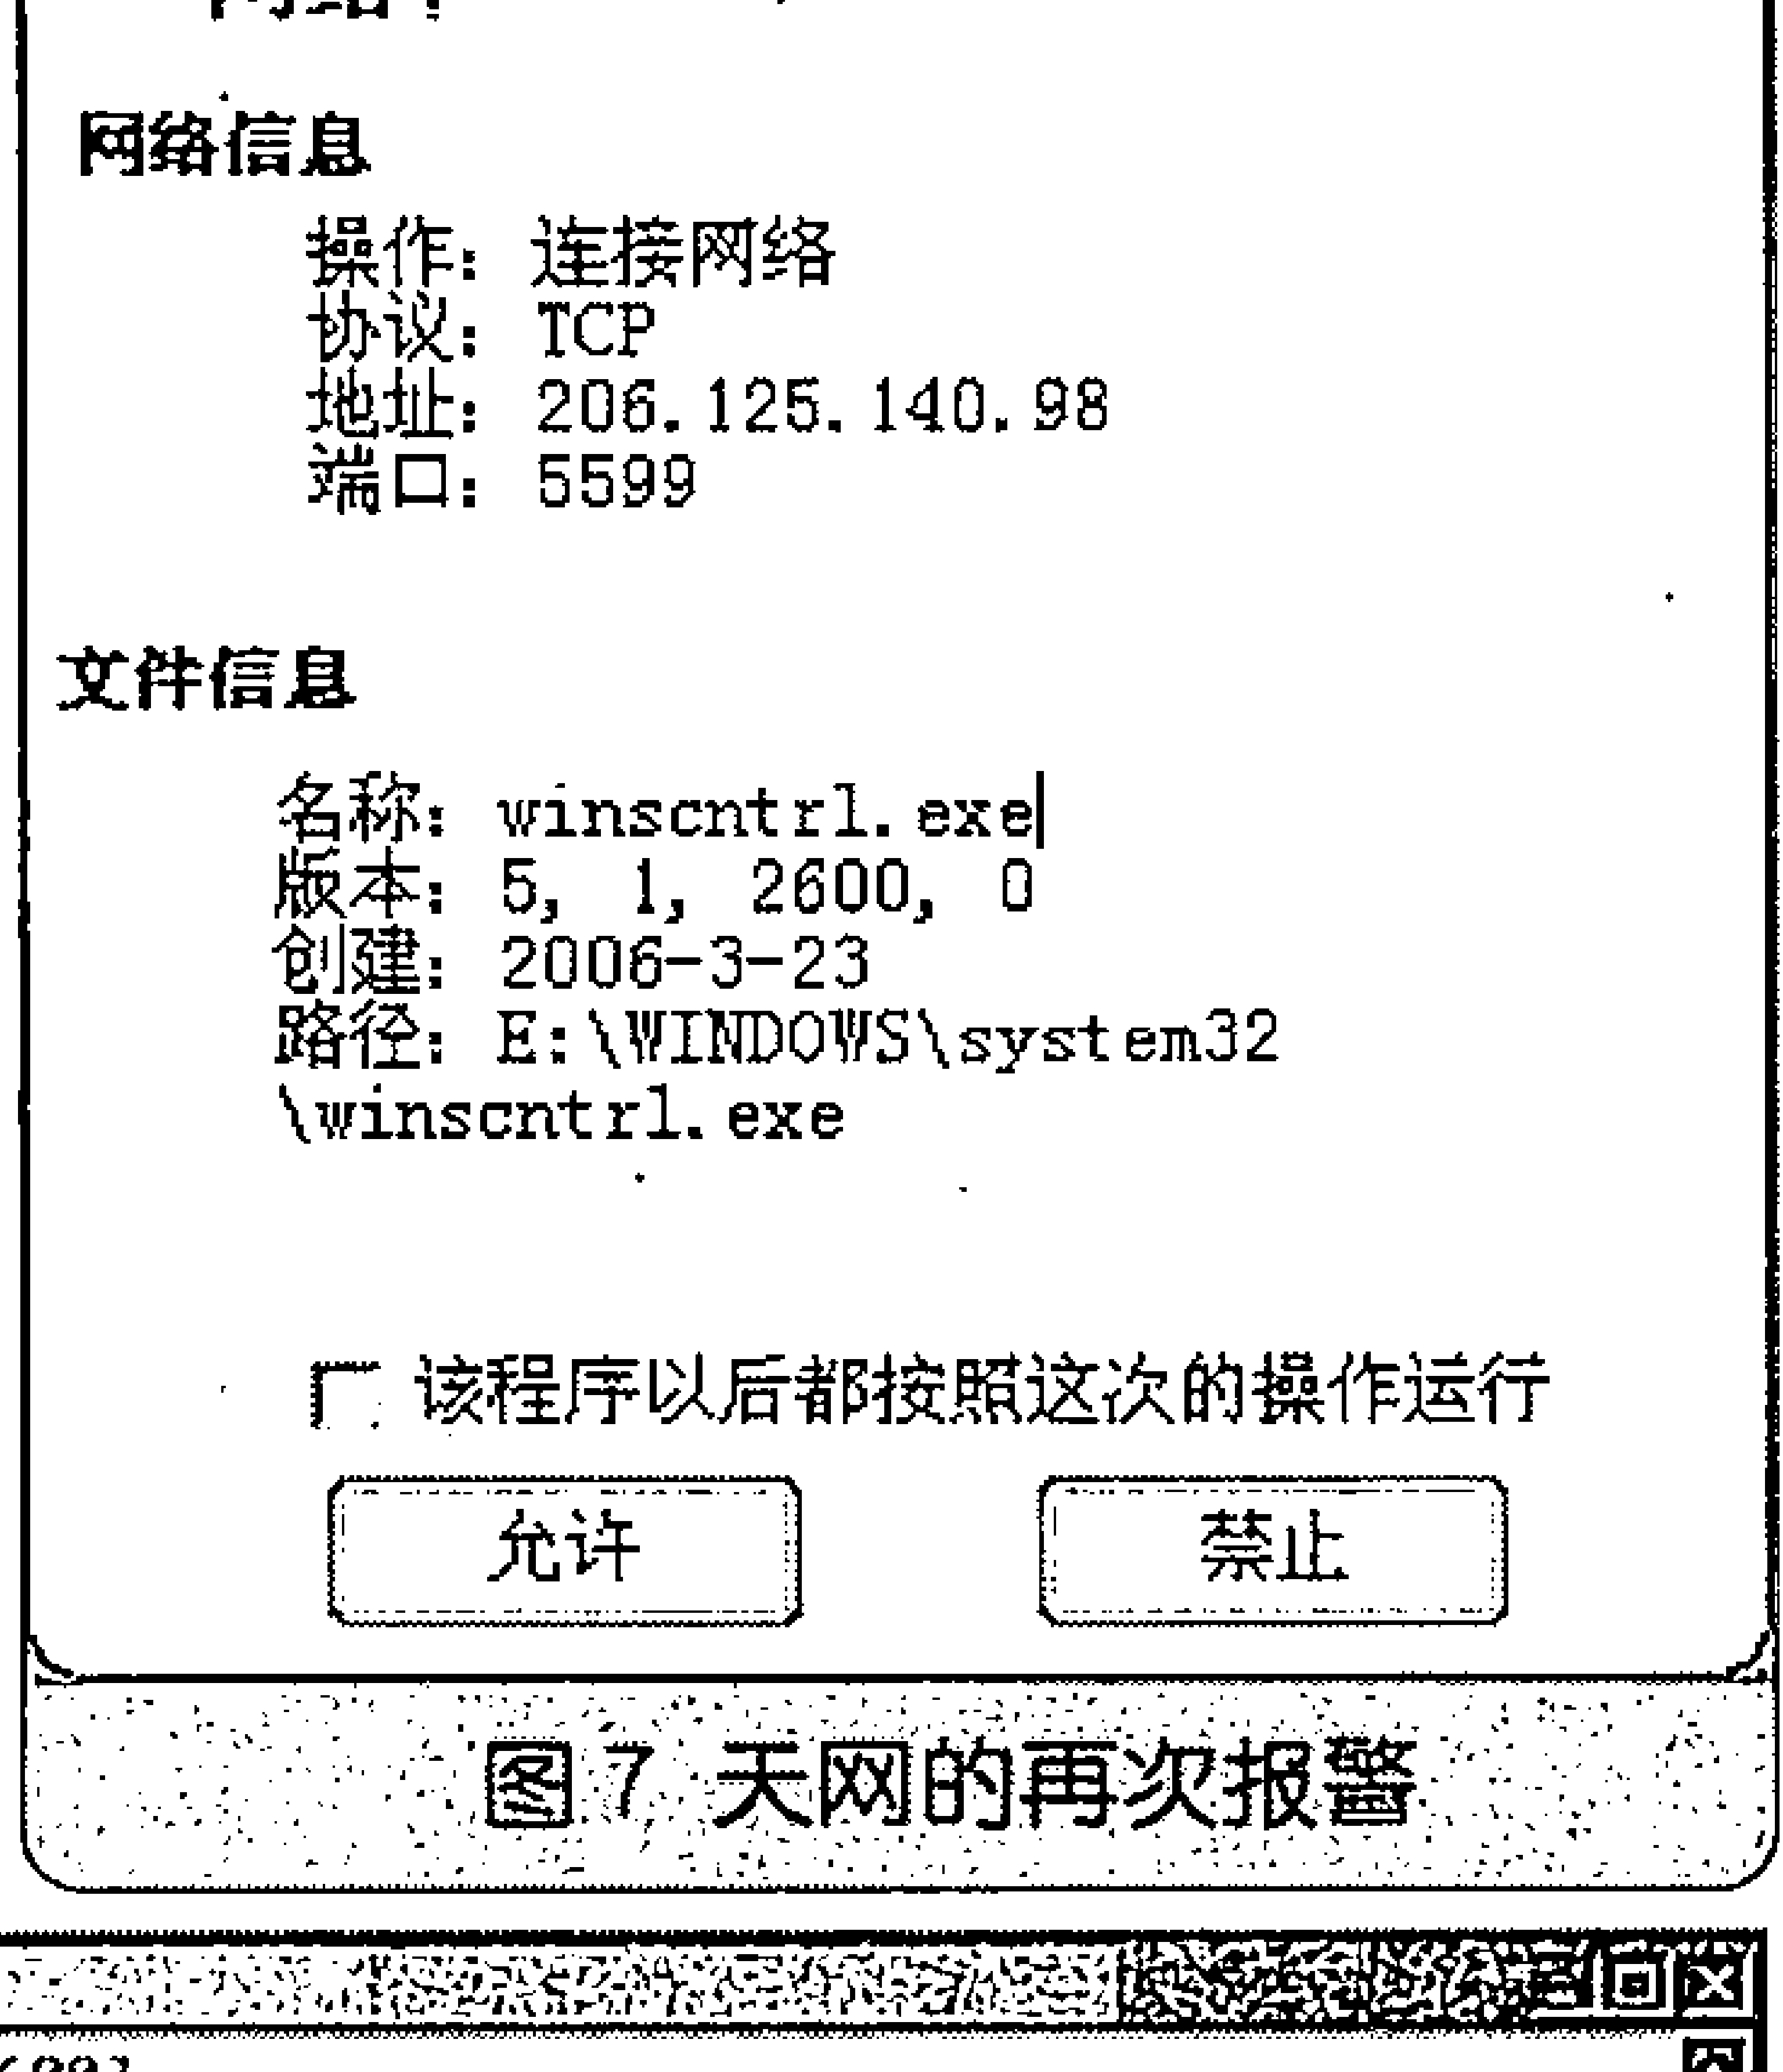 网络信息
操作: 连接网络
协议: TCP
地址: 206.125.140.98
端口: 5599
文件信息
名称: winscntrl.exe
版本: 5, 1, 2600, 0
创建: 2006-3-23
路径: E:\WINDOWS\system32
\winscntrl.exe
该程序以后都按照这次的操作运行
允许 禁止
图 7 天网的再次报警